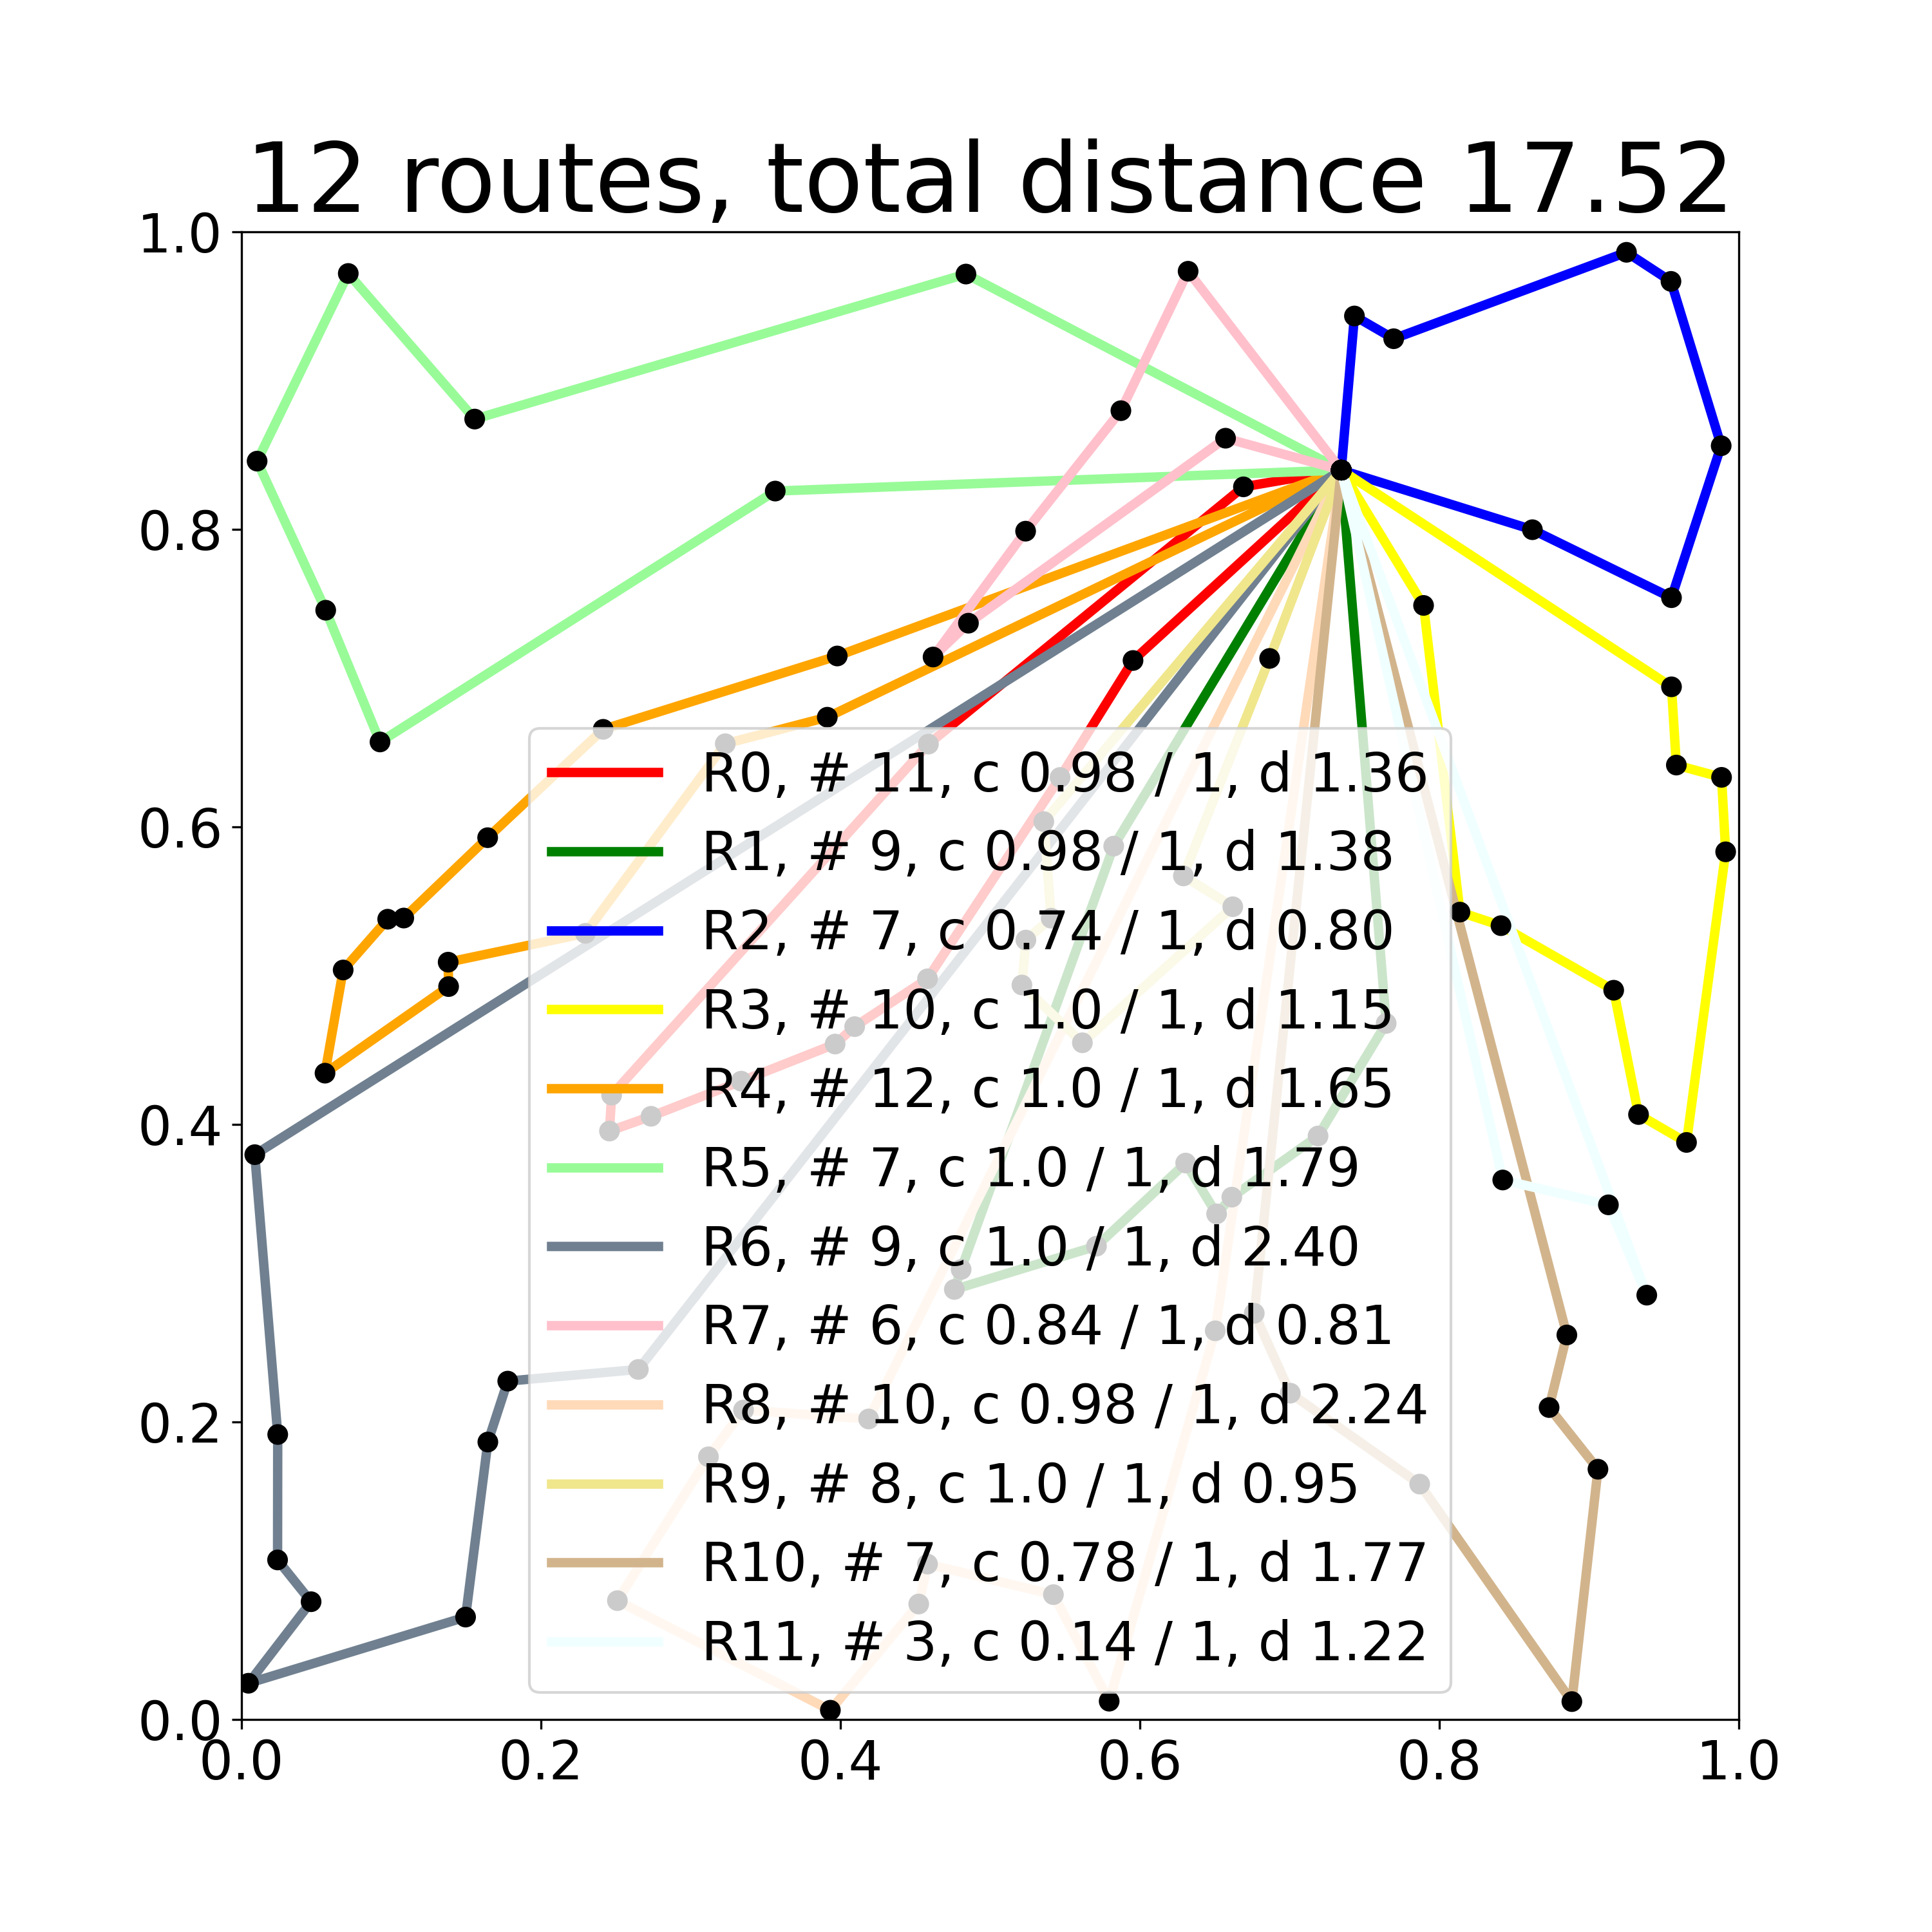 12 routes, total distance 17.52
1.0
0.8
0.6
0.4
0.2
0.0
R0, # 11, c 0.98 / 1, d 1.36
R1, # 9, c 0.98 / 1, d 1.38
R2, # 7, c 0.74 / 1, d 0.80
R3, # 10, c 1.0 / 1, d 1.15
R4, # 12, c 1.0 / 1, d 1.65
R5, # 7, c 1.0 / 1, d 1.79
R6, # 9, c 1.0 / 1, d 2.40
R7, # 6, c 0.84 / 1, d 0.81
R8, # 10, c 0.98 / 1, d 2.24
R9, # 8, c 1.0 / 1, d 0.95
R10, # 7, c 0.78 / 1, d 1.77
R11, # 3, c 0.14 / 1, d 1.22
0.0 0.2 0.4 0.6 0.8 1.0